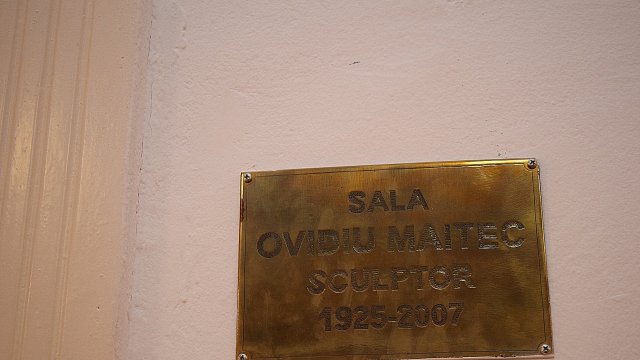 SALA
OVIDIU MAITEC
SCULPTOR
1925-2007